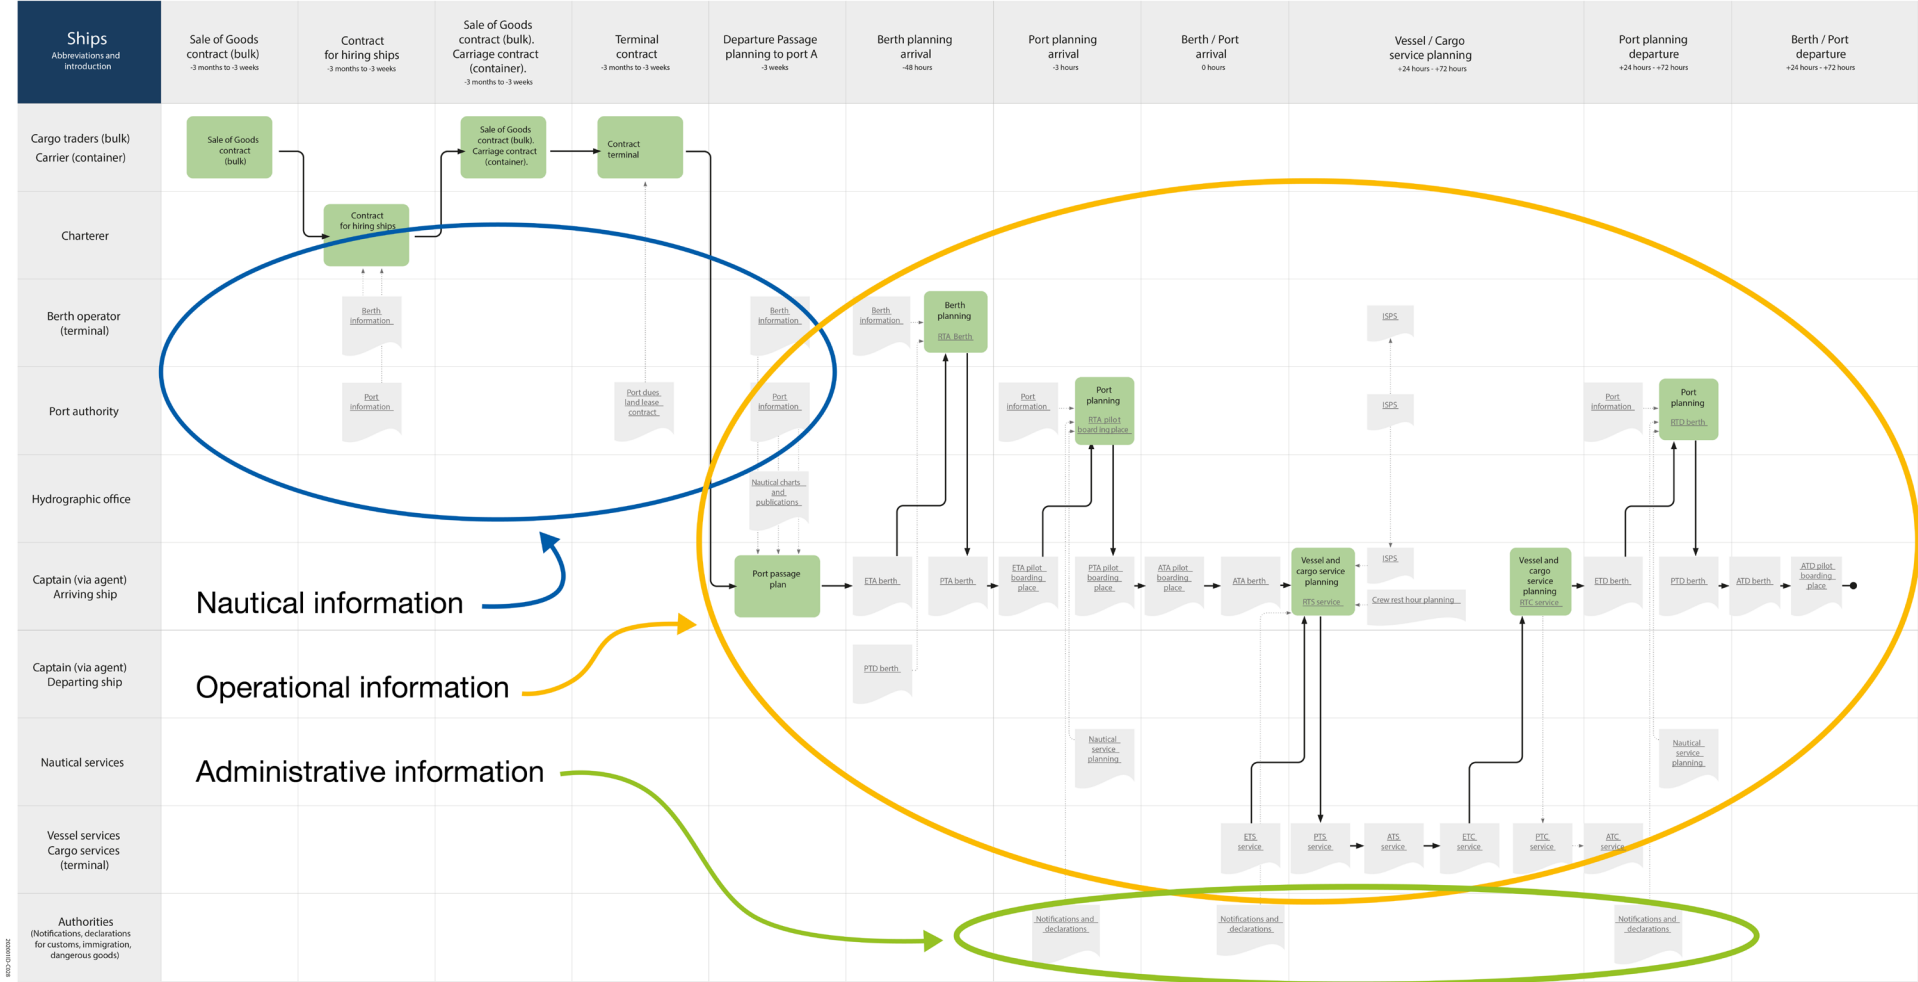 Ships
Abbreviations and
introduction
Sale of Goods
contract (bulk)
-3 months to -3 weeks
Contract
for hiring ships
-3 months to -3 weeks
Sale of Goods
contract (bulk).
Carriage contract
(container).
-3 months to -3 weeks
Terminal
contract
-3 months to -3 weeks
Departure Passage
planning to port A
-3 weeks
Berth planning
arrival
-48 hours
Port planning
arrival
-3 hours
Berth / Port
arrival
0 hours
Vessel / Cargo
service planning
+24 hours - +72 hours
Port planning
departure
+24 hours - +72 hours
Berth / Port
departure
+24 hours - +72 hours
Cargo traders (bulk)
Carrier (container)
Sale of Goods
contract
(bulk)
Sale of Goods
contract (bulk).
Carriage contract
(container).
Contract
terminal
Charterer
Contract
for hiring ships
Berth operator
(terminal)
Berth
information
Berth
information
Berth
information
Berth
planning
RTA Berth
ISPS
Port authority
Port
information
Port dues
land lease
contract
Port
information
Port
information
Port
planning
RTA pilot
boarding place
ISPS
Port
information
Port
planning
RTD berth
Hydrographic office
Nautical charts
and
publications
Captain (via agent)
Arriving ship
Port passage
plan
ETA berth
PTA berth
ETA pilot
boarding
place
PTA pilot
boarding
place
ATA pilot
boarding
place
ATA berth
Vessel and
cargo service
planning
RTS service
ISPS
Crew rest hour planning
Vessel and
cargo
service
planning
RTC service
ETD berth
PTD berth
ATD berth
ATD pilot
boarding
place
Nautical information
Captain (via agent)
Departing ship
PTD berth
Operational information
Nautical services
Nautical
service
planning
Nautical
service
planning
Administrative information
Vessel services
Cargo services
(terminal)
ETS
service
PTS
service
ATS
service
ETC
service
PTC
service
ATC
service
Authorities
(Notifications, declarations
for customs, immigration,
dangerous goods)
Notifications and
declarations
Notifications and
declarations
Notifications and
declarations